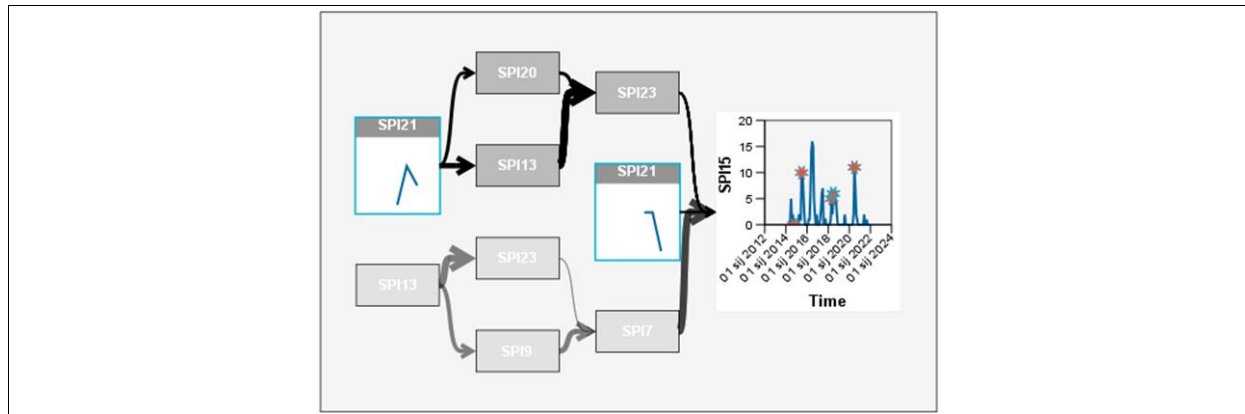 SPI20
SPI23
SPI21
SPI13
SPI21
SPI23
SPI13
SPI9
SPI7
SPI15
20
15
10
5
0
01 sij 2012
01 sij 2014
01 sij 2016
01 sij 2018
01 sij 2020
01 sij 2022
01 sij 2024
Time